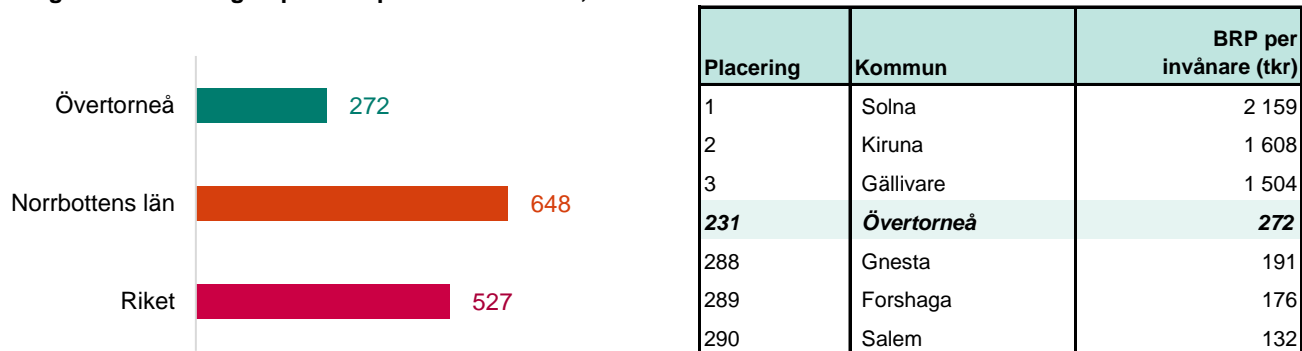 Övertorneå 272
Norrbottens län 648
Riket 527
Placering Kommun BRP per
invånare (tkr)
1 Solna 2 159
2 Kiruna 1 608
3 Gällivare 1 504
231 Övertorneå 272
288 Gnesta 191
289 Forshaga 176
290 Salem 132